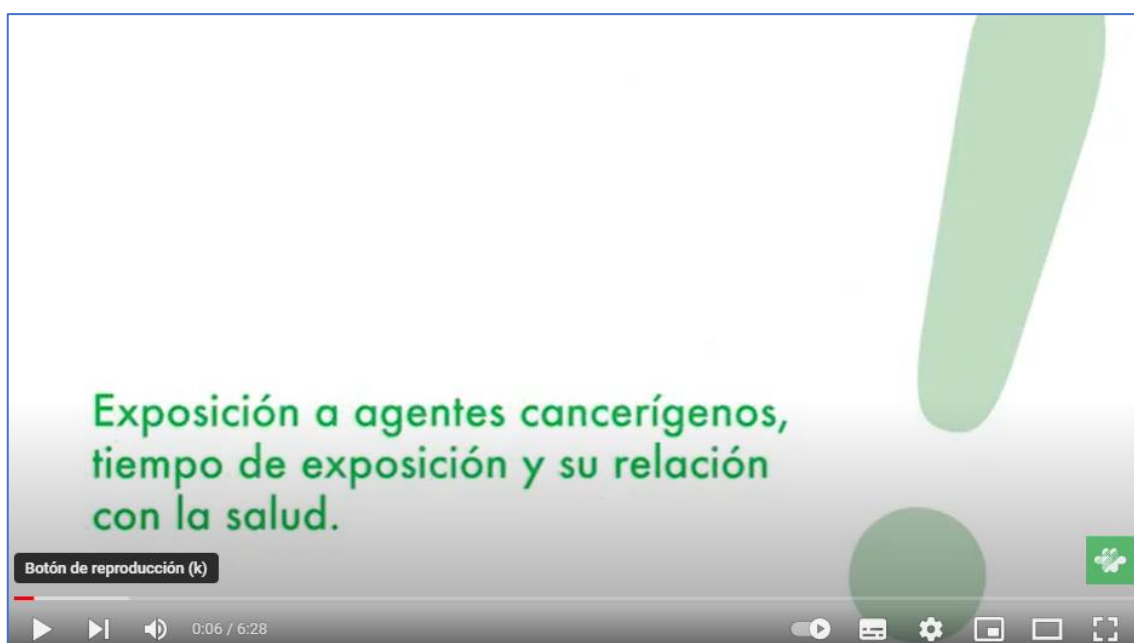 Exposición a agentes cancerígenos,
tiempo de exposición y su relación
con la salud.
Botón de reproducción (k)
0:06 / 6:28